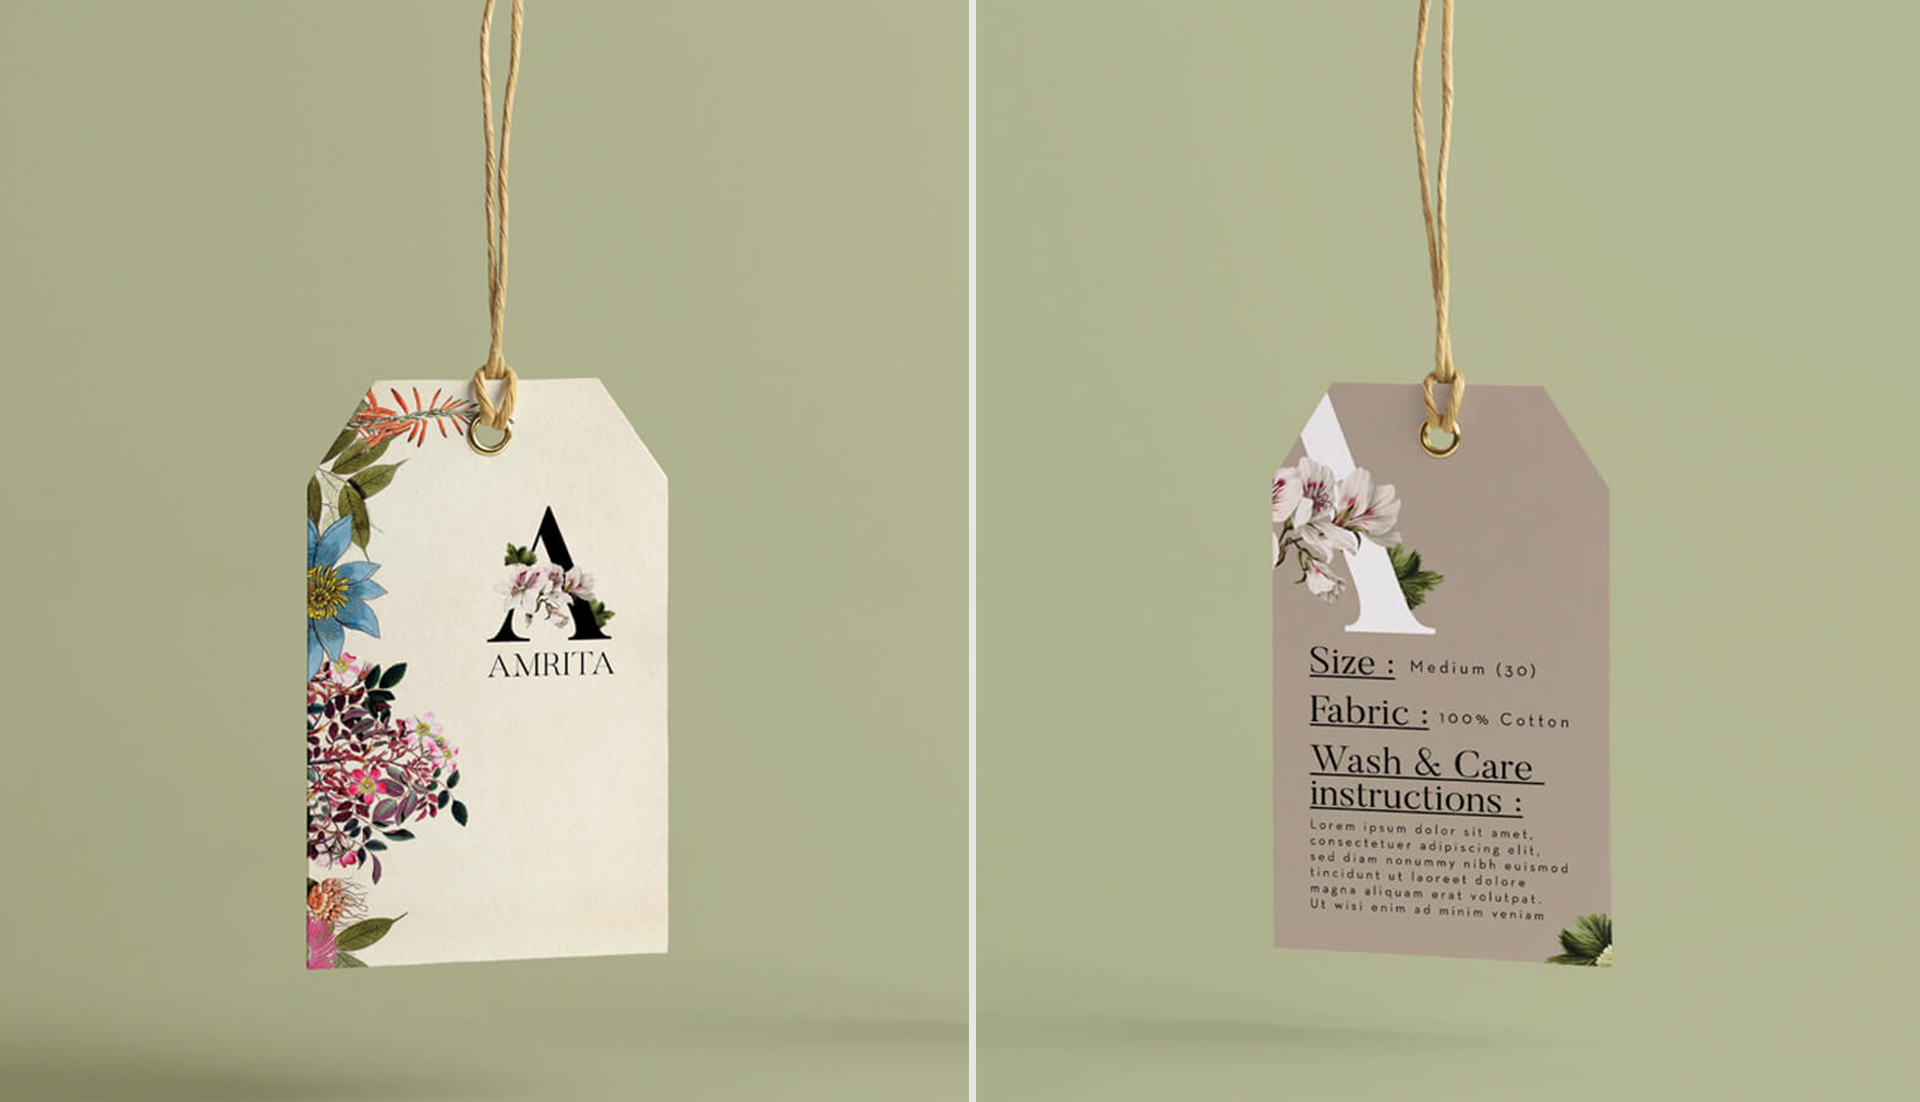 A
AMRITA
Size : Medium (30)
Fabric : 100% Cotton
Wash & Care
instructions :
Lorem ipsum dolor sit amet,
consectetuer adipiscing elit,
sed diam nonummy nibh euismod
tincidunt ut laoreet dolore
magna aliquam erat volutpat.
Ut wisi enim ad minim veniam